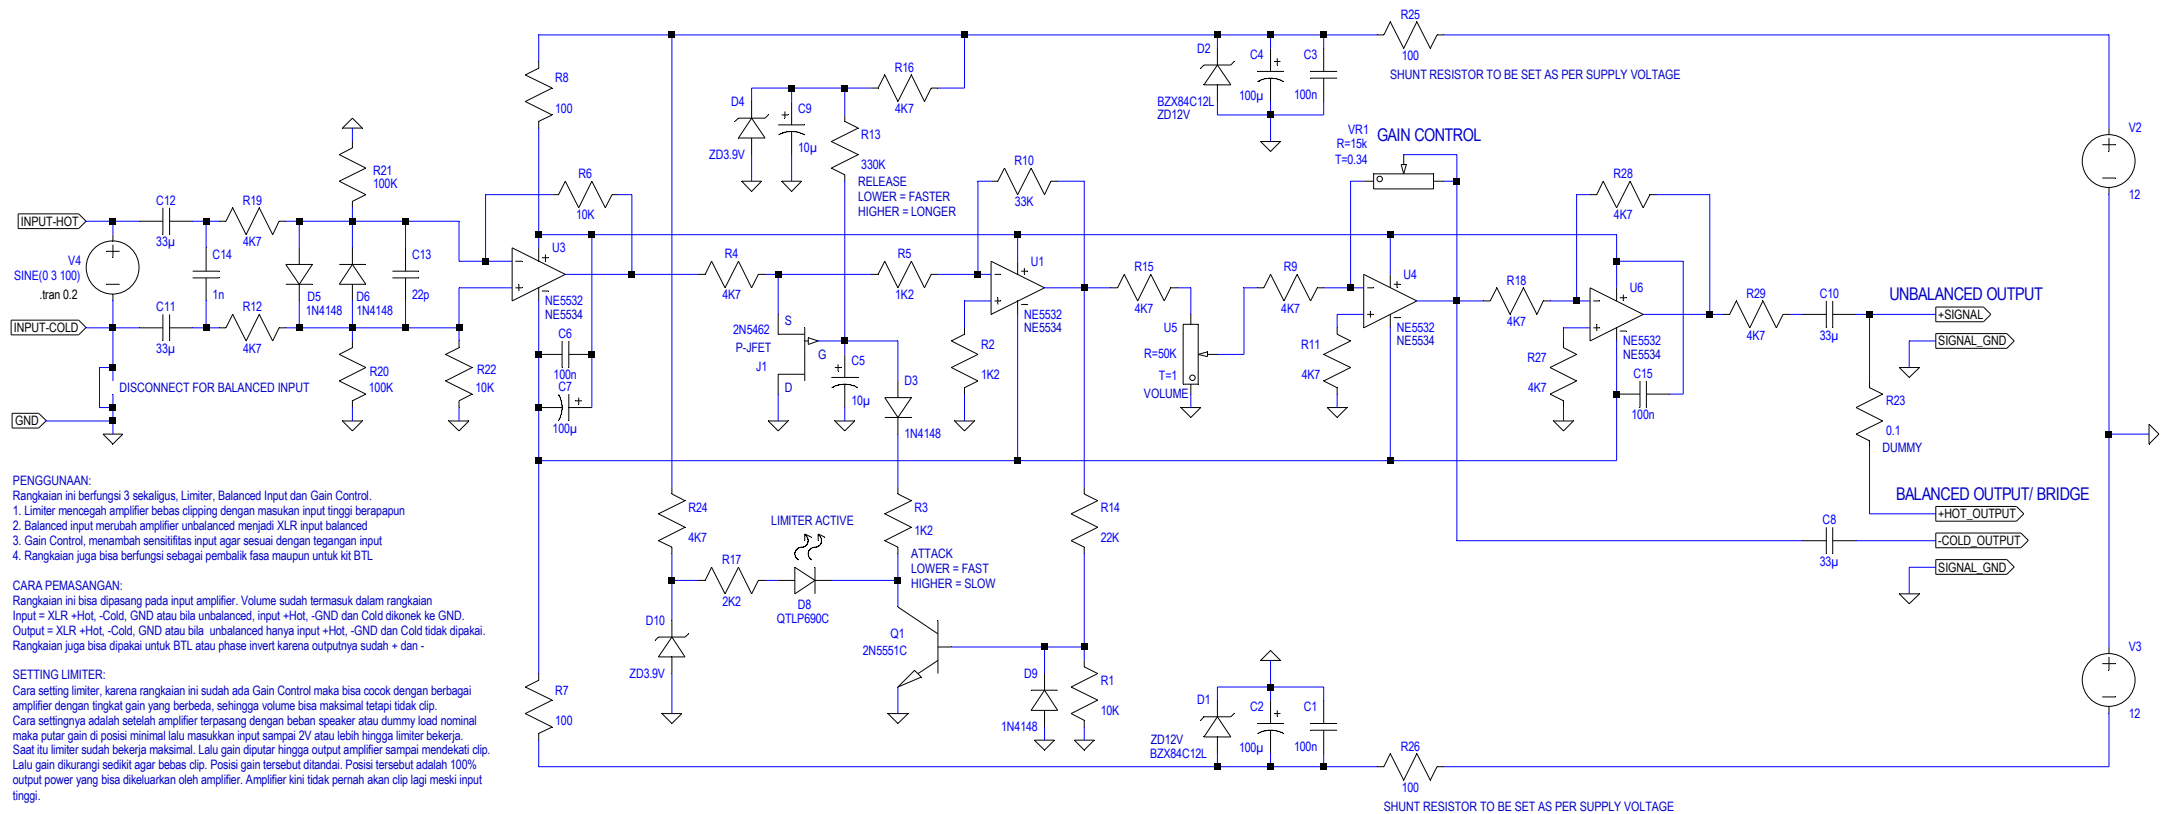 R25
100
SHUNT RESISTOR TO BE SET AS PER SUPPLY VOLTAGE
D2
BZX84C12L
ZD12V
C4
+
100µ
C3
100n
R8
100
R16
4K7
D4
ZD3.9V
C9
+
10µ
R13
330K
RELEASE
LOWER = FASTER
HIGHER = LONGER
VR1
R=15k
T=0.34
GAIN CONTROL
V2
+
12
R21
100K
R6
10K
R10
33K
R28
4K7
INPUT-HOT
C12
33µ
R19
4K7
V4
SINE(0 3 100)
.tran 0.2
+
C14
1n
D5
1N4148
D6
1N4148
C13
22p
INPUT-COLD
C11
33µ
R12
4K7
DISCONNECT FOR BALANCED INPUT
GND
R20
100K
R22
10K
U3
NE5532
NE5534
C6
100n
C7
+
100µ
R4
4K7
R5
1K2
2N5462
P-JFET
J1
S
G
D
C5
+
10µ
D3
1N4148
U1
NE5532
NE5534
R2
1K2
R15
4K7
U5
R=50K
T=1
VOLUME
R9
4K7
R11
4K7
U4
NE5532
NE5534
R18
4K7
R27
4K7
U6
NE5532
NE5534
C15
100n
R29
4K7
C10
33µ
UNBALANCED OUTPUT
+SIGNAL
SIGNAL_GND
R23
0.1
DUMMY
BALANCED OUTPUT/ BRIDGE
+HOT_OUTPUT
-COLD_OUTPUT
SIGNAL_GND
C8
33µ
PENGGUNAAN:
Rangkaian ini berfungsi 3 sekaligus, Limiter, Balanced Input dan Gain Control.
1. Limiter mencegah amplifier bebas clipping dengan masukan input tinggi berapapun
2. Balanced input merubah amplifier unbalanced menjadi XLR input balanced
3. Gain Control, menambah sensitifitas input agar sesuai dengan tegangan input
4. Rangkaian juga bisa berfungsi sebagai pembalik fasa maupun untuk kit BTL
CARA PEMASANGAN:
Rangkaian ini bisa dipasang pada input amplifier. Volume sudah termasuk dalam rangkaian
Input = XLR +Hot, -Cold, GND atau bila unbalanced, input +Hot, -GND dan Cold dikonek ke GND.
Output = XLR +Hot, -Cold, GND atau bila unbalanced hanya input +Hot, -GND dan Cold tidak dipakai.
Rangkaian juga bisa dipakai untuk BTL atau phase invert karena outputnya sudah + dan -
SETTING LIMITER:
Cara setting limiter, karena rangkaian ini sudah ada Gain Control maka bisa cocok dengan berbagai
amplifier dengan tingkat gain yang berbeda, sehingga volume bisa maksimal tetapi tidak clip.
Cara settingnya adalah setelah amplifier terpasang dengan beban speaker atau dummy load nominal
maka putar gain di posisi minimal lalu masukkan input sampai 2V atau lebih hingga limiter bekerja.
Saat itu limiter sudah bekerja maksimal. Lalu gain diputar hingga output amplifier sampai mendekati clip.
Lalu gain dikurangi sedikit agar bebas clip. Posisi gain tersebut ditandai. Posisi tersebut adalah 100%
output power yang bisa dikeluarkan oleh amplifier. Amplifier kini tidak pernah akan clip lagi meski input
tinggi.
R24
4K7
LIMITER ACTIVE
R17
2K2
D8
QTLP690C
D10
ZD3.9V
R3
1K2
ATTACK
LOWER = FAST
HIGHER = SLOW
Q1
2N5551C
R14
22K
D9
1N4148
R1
10K
R7
100
D1
ZD12V
BZX84C12L
C2
+
100µ
C1
100n
R26
100
SHUNT RESISTOR TO BE SET AS PER SUPPLY VOLTAGE
V3
+
12